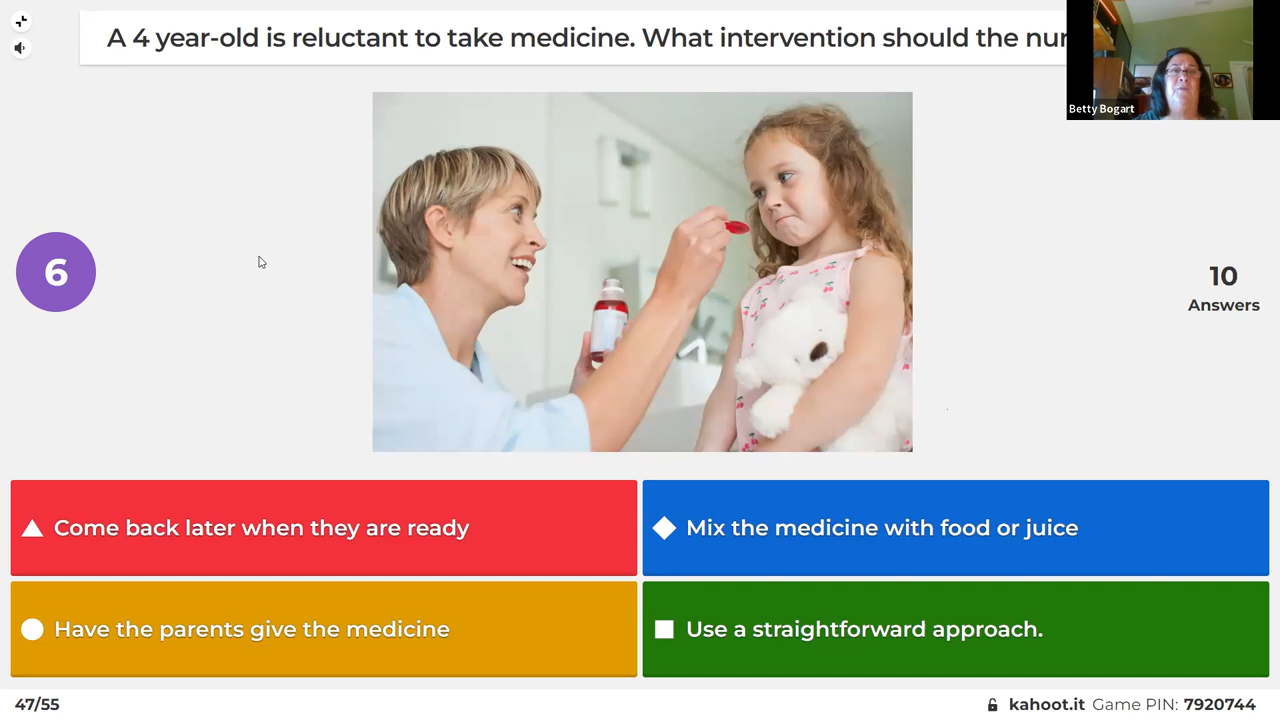 A 4 year-old is reluctant to take medicine. What intervention should the
Betty Bogart
6
10
Answers
Come back later when they are ready
Mix the medicine with food or juice
Have the parents give the medicine
Use a straightforward approach.
47/55
kahoot.it Game PIN: 7920744